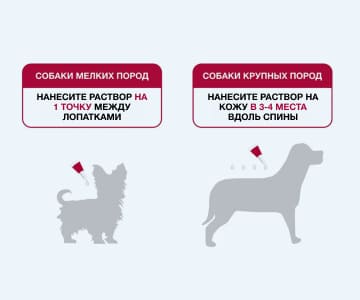 СОБАКИ МЕЛКИХ ПОРОД
НАНЕСИТЕ РАСТВОР НА
1 ТОЧКУ МЕЖДУ
ЛОПАТКАМИ
СОБАКИ КРУПНЫХ ПОРОД
НАНЕСИТЕ РАСТВОР НА
КОЖУ В 3-4 МЕСТА
ВДОЛЬ СПИНЫ